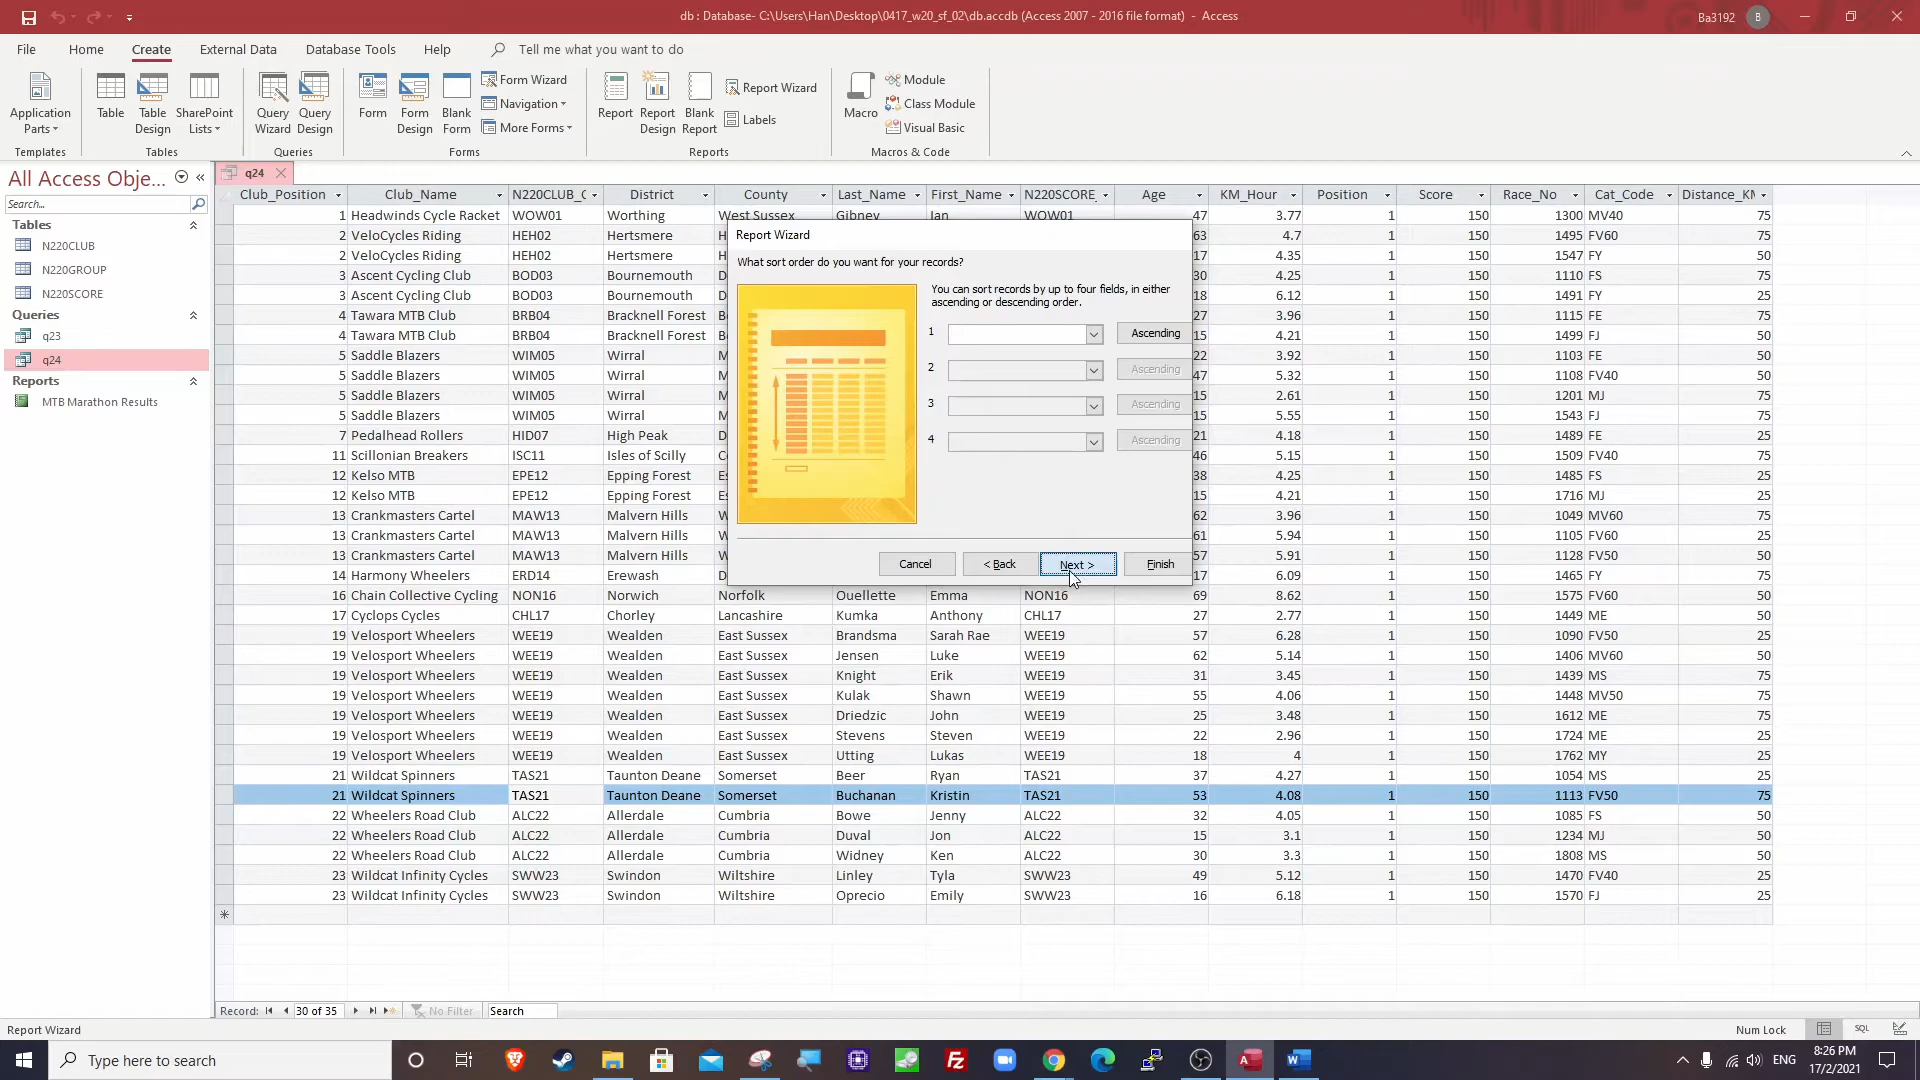 db : Database- C:\Users\Han\Desktop\0417_w20_sf_02\db.accdb (Access 2007 - 2016 file format) - Access
Ba3192 B
File Home Create External Data Database Tools Help Tell me what you want to do
Application Parts
Table
Table Design
SharePoint Lists
Query Wizard
Query Design
Form
Form Design
Blank Form
Form Wizard
Navigation
More Forms
Report
Report Design
Blank Report
Report Wizard
Labels
Macro
Module
Class Module
Visual Basic
Templates Tables Queries Forms Reports Macros & Code
All Access Obje...
Search...
Tables
N220CLUB
N220GROUP
N220SCORE
Queries
q23
q24
Reports
MTB Marathon Results
q24
Club_Position Club_Name N220CLUB_C District County Last_Name First_Name N220SCORE_ Age KM_Hour Position Score Race_No Cat_Code Distance_KM
1 Headwinds Cycle Racket WOW01 Worthing West Sussex Gibney Ian WOW01 47 3.77 1 150 1300 MV40 75
2 VeloCycles Riding HEH02 Hertsmere H 63 4.7 1 150 1495 FV60 75
2 VeloCycles Riding HEH02 Hertsmere H 17 4.35 1 150 1547 FY 50
3 Ascent Cycling Club BOD03 Bournemouth D 30 4.25 1 150 1110 FS 75
3 Ascent Cycling Club BOD03 Bournemouth D 18 6.12 1 150 1491 FY 25
4 Tawara MTB Club BRB04 Bracknell Forest B 27 3.96 1 150 1115 FE 75
4 Tawara MTB Club BRB04 Bracknell Forest B 15 4.21 1 150 1499 FJ 50
5 Saddle Blazers WIM05 Wirral M 22 3.92 1 150 1103 FE 50
5 Saddle Blazers WIM05 Wirral M 47 5.32 1 150 1108 FV40 50
5 Saddle Blazers WIM05 Wirral M 15 2.61 1 150 1201 MJ 75
5 Saddle Blazers WIM05 Wirral M 15 5.55 1 150 1543 FJ 75
7 Pedalhead Rollers HID07 High Peak D 21 4.18 1 150 1489 FE 25
11 Scillonian Breakers ISC11 Isles of Scilly C 46 5.15 1 150 1509 FV40 50
12 Kelso MTB EPE12 Epping Forest Es 38 4.25 1 150 1485 FS 25
12 Kelso MTB EPE12 Epping Forest Es 15 4.21 1 150 1716 MJ 25
13 Crankmasters Cartel MAW13 Malvern Hills W 62 3.96 1 150 1049 MV60 75
13 Crankmasters Cartel MAW13 Malvern Hills W 61 5.94 1 150 1105 FV60 50
13 Crankmasters Cartel MAW13 Malvern Hills W 57 5.91 1 150 1128 FV50 25
14 Harmony Wheelers ERD14 Erewash D 17 6.09 1 150 1465 FY 25
16 Chain Collective Cycling NON16 Norwich Norfolk Ouellette Emma NON16 69 8.62 1 150 1575 FV60 25
17 Cyclops Cycles CHL17 Chorley Lancashire Kumka Anthony CHL17 27 2.77 1 150 1449 ME 50
19 Velosport Wheelers WEE19 Wealden East Sussex Brandsma Sarah Rae WEE19 57 6.28 1 150 1090 FV50 25
19 Velosport Wheelers WEE19 Wealden East Sussex Jensen Luke WEE19 62 5.14 1 150 1406 MV60 50
19 Velosport Wheelers WEE19 Wealden East Sussex Knight Erik WEE19 31 3.45 1 150 1439 MS 75
19 Velosport Wheelers WEE19 Wealden East Sussex Kulak Shawn WEE19 55 4.06 1 150 1448 MV50 75
19 Velosport Wheelers WEE19 Wealden East Sussex Driedzic John WEE19 25 3.48 1 150 1612 ME 75
19 Velosport Wheelers WEE19 Wealden East Sussex Stevens Steven WEE19 22 2.96 1 150 1724 ME 25
19 Velosport Wheelers WEE19 Wealden East Sussex Utting Lukas WEE19 18 4 1 150 1762 MY 25
21 Wildcat Spinners TAS21 Taunton Deane Somerset Beer Ryan TAS21 37 4.27 1 150 1054 MS 25
21 Wildcat Spinners TAS21 Taunton Deane Somerset Buchanan Kristin TAS21 53 4.08 1 150 1113 FV50 75
22 Wheelers Road Club ALC22 Allerdale Cumbria Bowe Jenny ALC22 32 4.05 1 150 1085 FS 50
22 Wheelers Road Club ALC22 Allerdale Cumbria Duval Jon ALC22 15 3.1 1 150 1234 MJ 50
22 Wheelers Road Club ALC22 Allerdale Cumbria Widney Ken ALC22 30 3.3 1 150 1808 MS 50
23 Wildcat Infinity Cycles SWW23 Swindon Wiltshire Linley Tyla SWW23 49 5.12 1 150 1470 FV40 25
23 Wildcat Infinity Cycles SWW23 Swindon Wiltshire Oprecio Emily SWW23 16 6.18 1 150 1570 FJ 25
Report Wizard
What sort order do you want for your records?
You can sort records by up to four fields, in either
ascending or descending order.
1 Ascending
2 Ascending
3 Ascending
4 Ascending
Cancel < Back Next > Finish
Record: 30 of 35 No Filter Search
Report Wizard Num Lock SQL
Type here to search
ENG
8:26 PM
17/2/2021